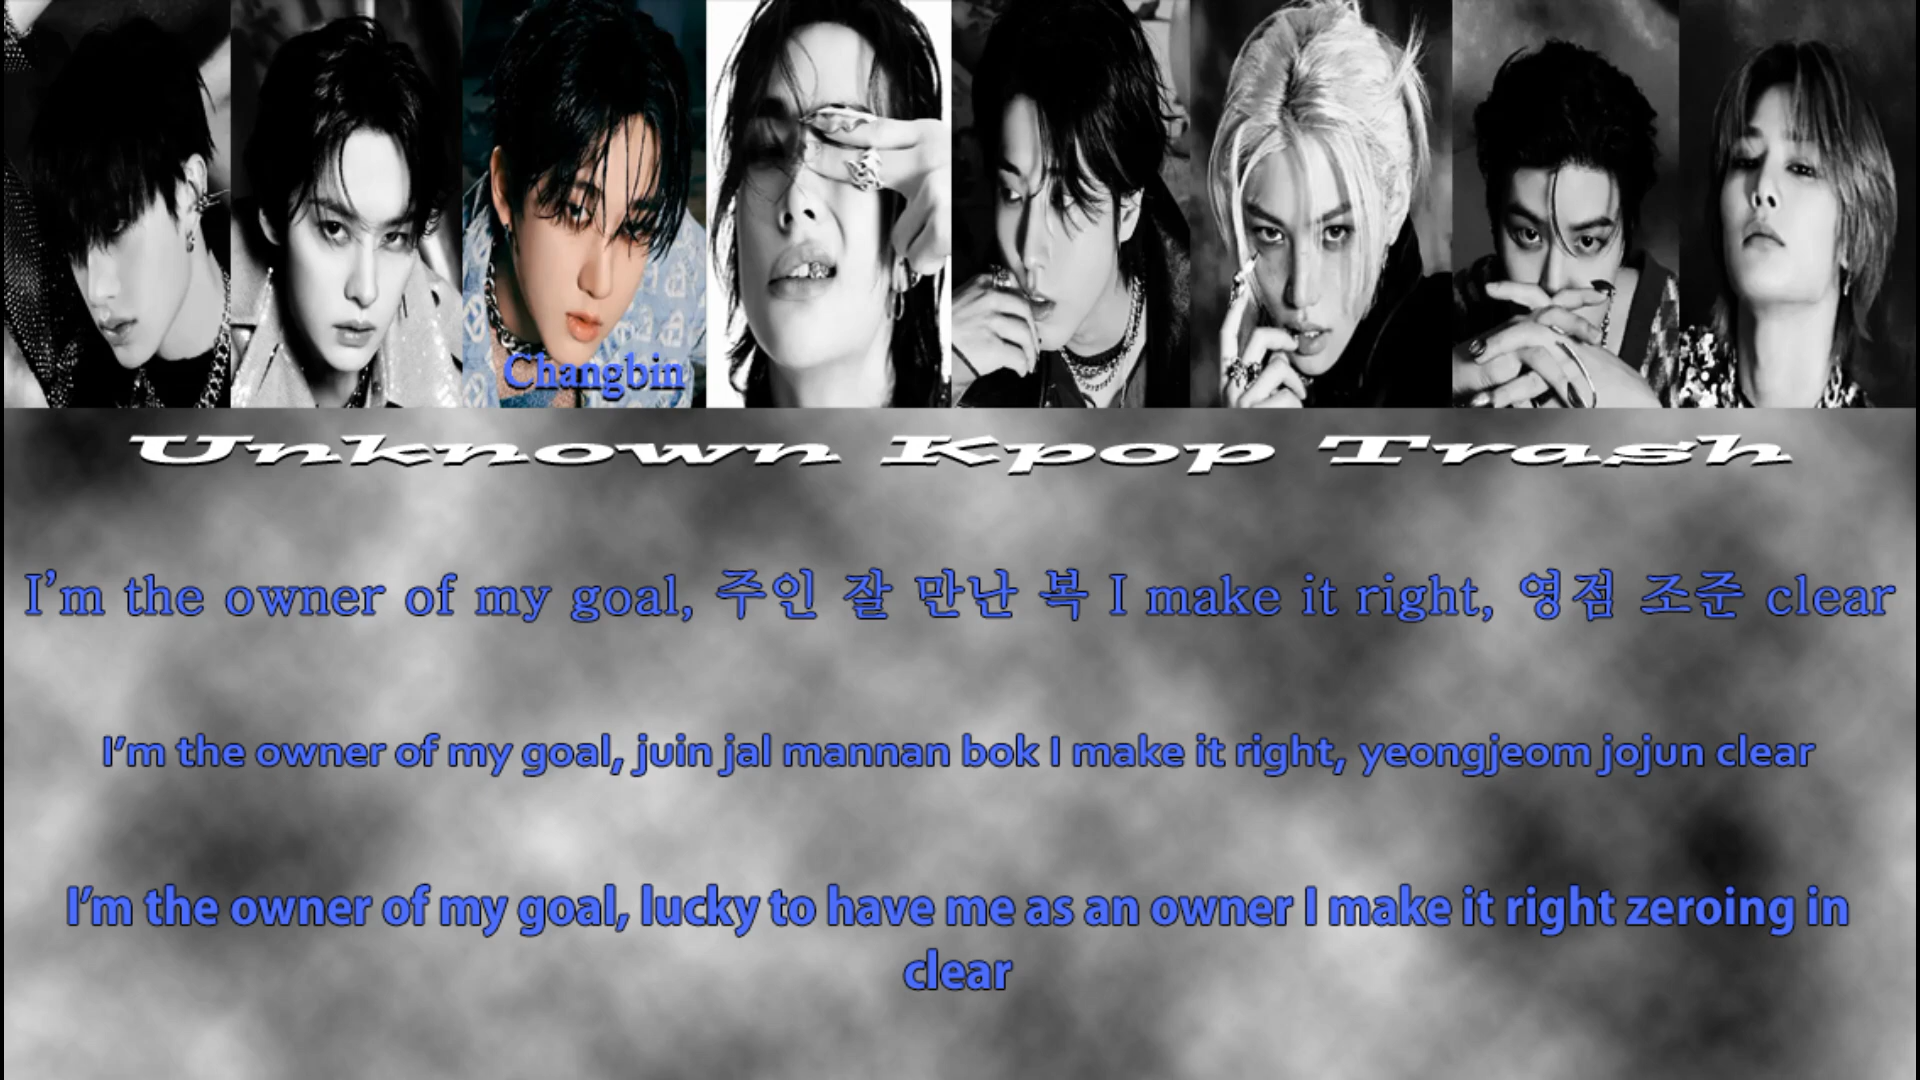 Changbin
Unknown Kpop Trash
I'm the owner of my goal, 주인 잘 만난 복 I make it right, 영점 조준 clear
I'm the owner of my goal, juin jal mannan bok I make it right, yeongjeom jojun clear
I'm the owner of my goal, lucky to have me as an owner I make it right zeroing in
clear